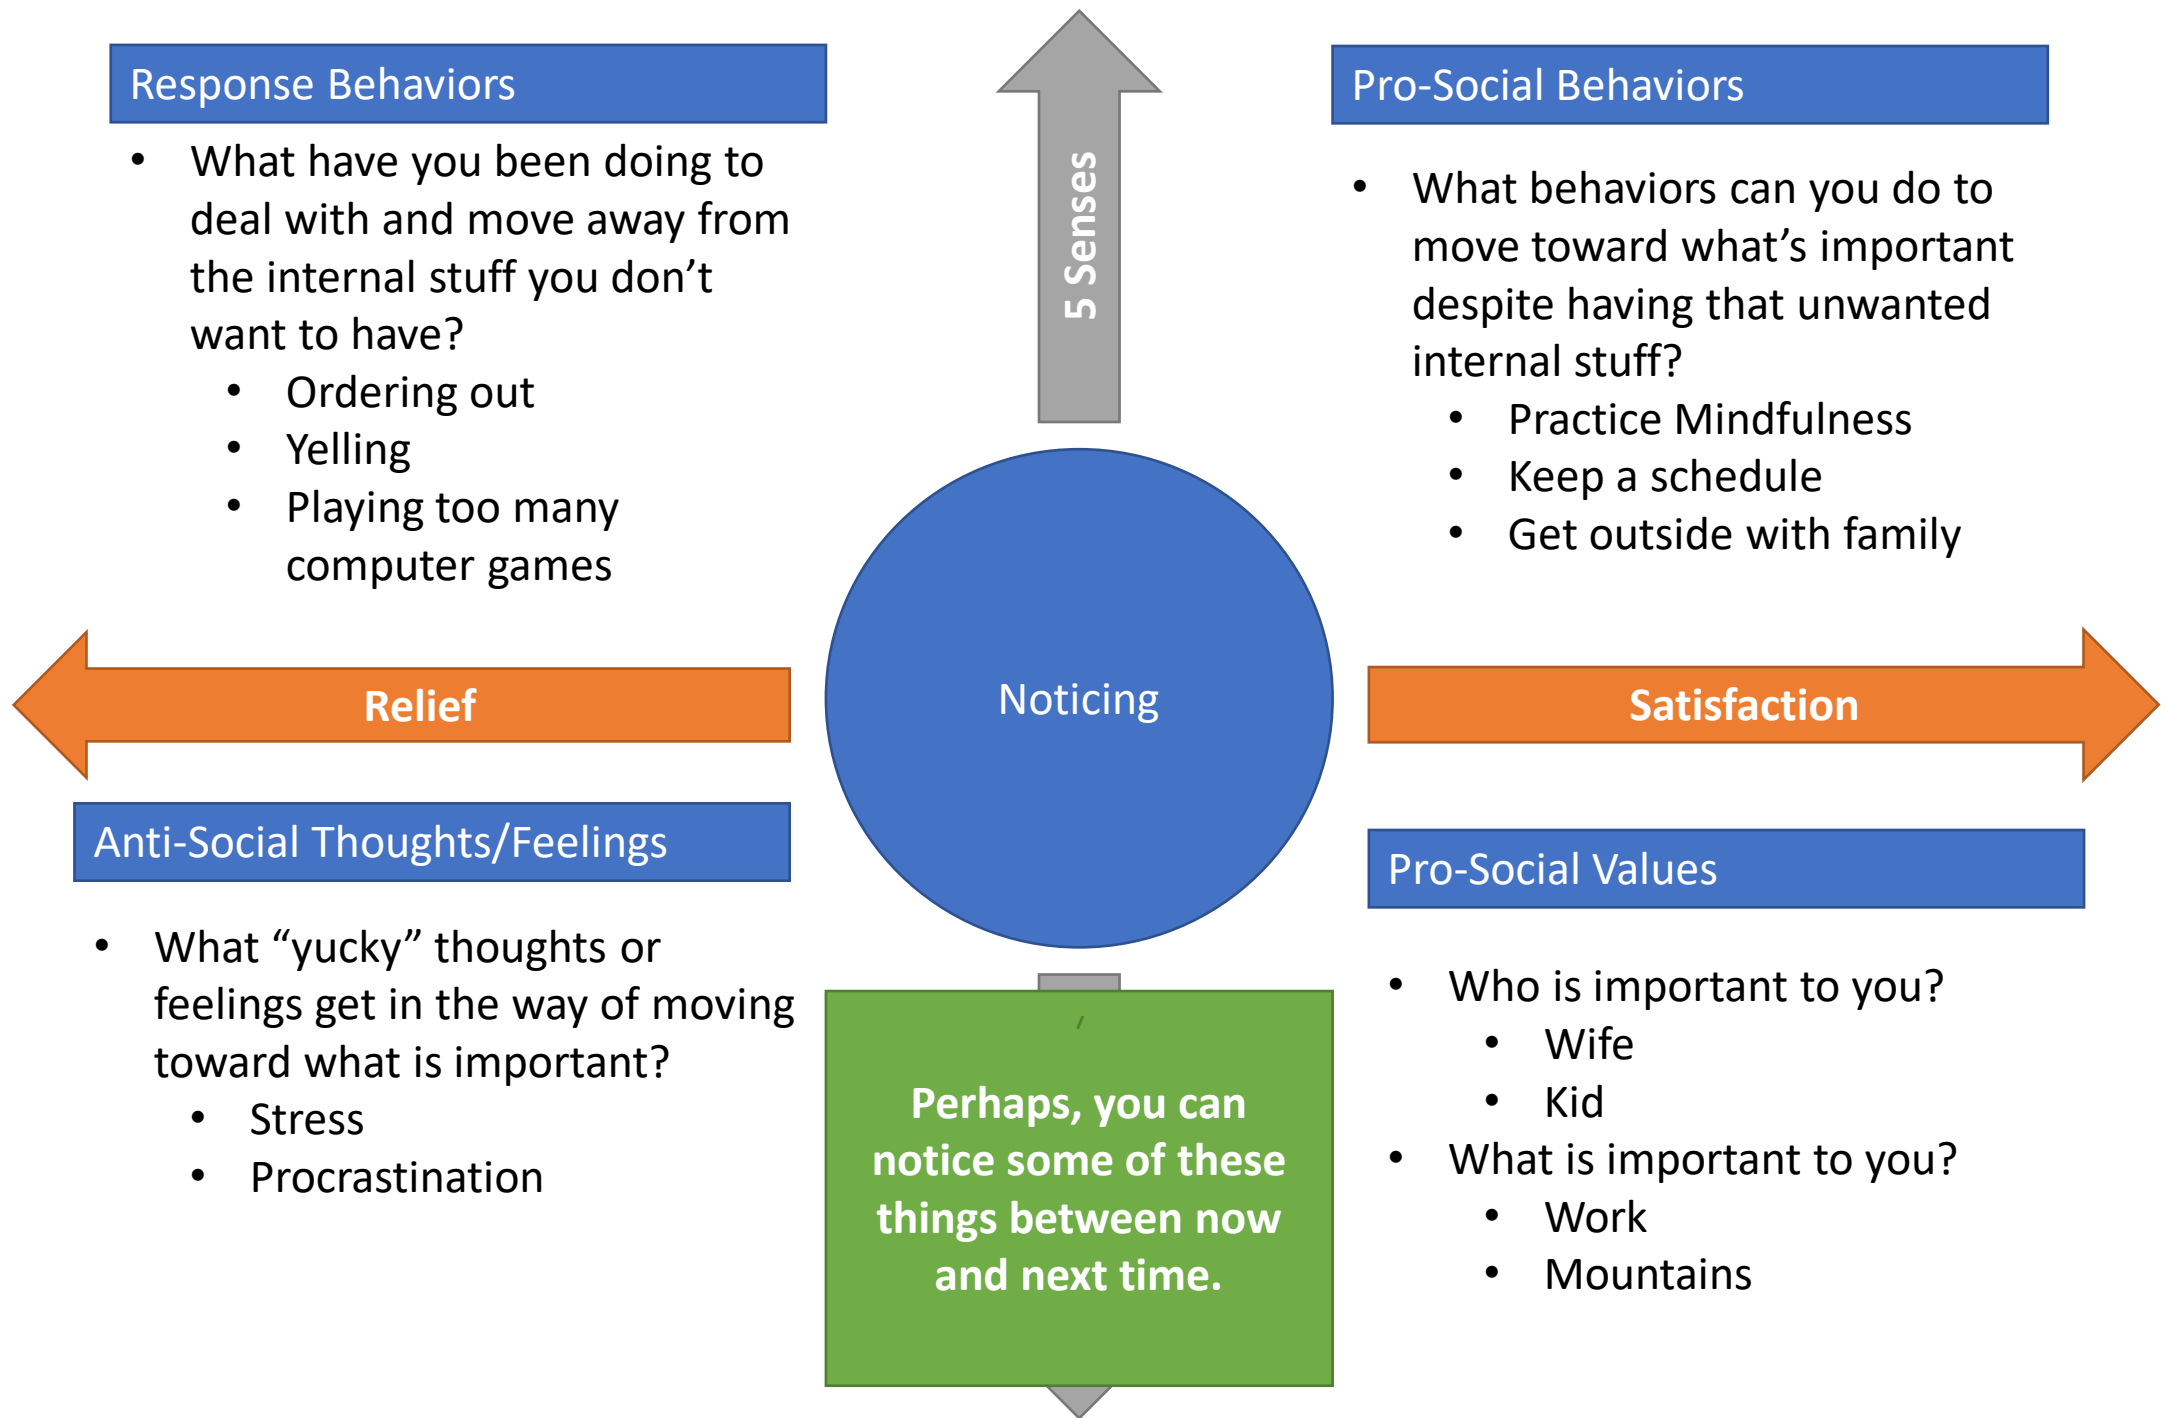 Response Behaviors
• What have you been doing to
deal with and move away from
the internal stuff you don’t
want to have?
• Ordering out
• Yelling
• Playing too many
computer games
5 Senses
Pro-Social Behaviors
• What behaviors can you do to
move toward what’s important
despite having that unwanted
internal stuff?
• Practice Mindfulness
• Keep a schedule
• Get outside with family
Relief
Noticing
Satisfaction
Anti-Social Thoughts/Feelings
• What “yucky” thoughts or
feelings get in the way of moving
toward what is important?
• Stress
• Procrastination
Perhaps, you can
notice some of these
things between now
and next time.
Pro-Social Values
• Who is important to you?
• Wife
• Kid
• What is important to you?
• Work
• Mountains